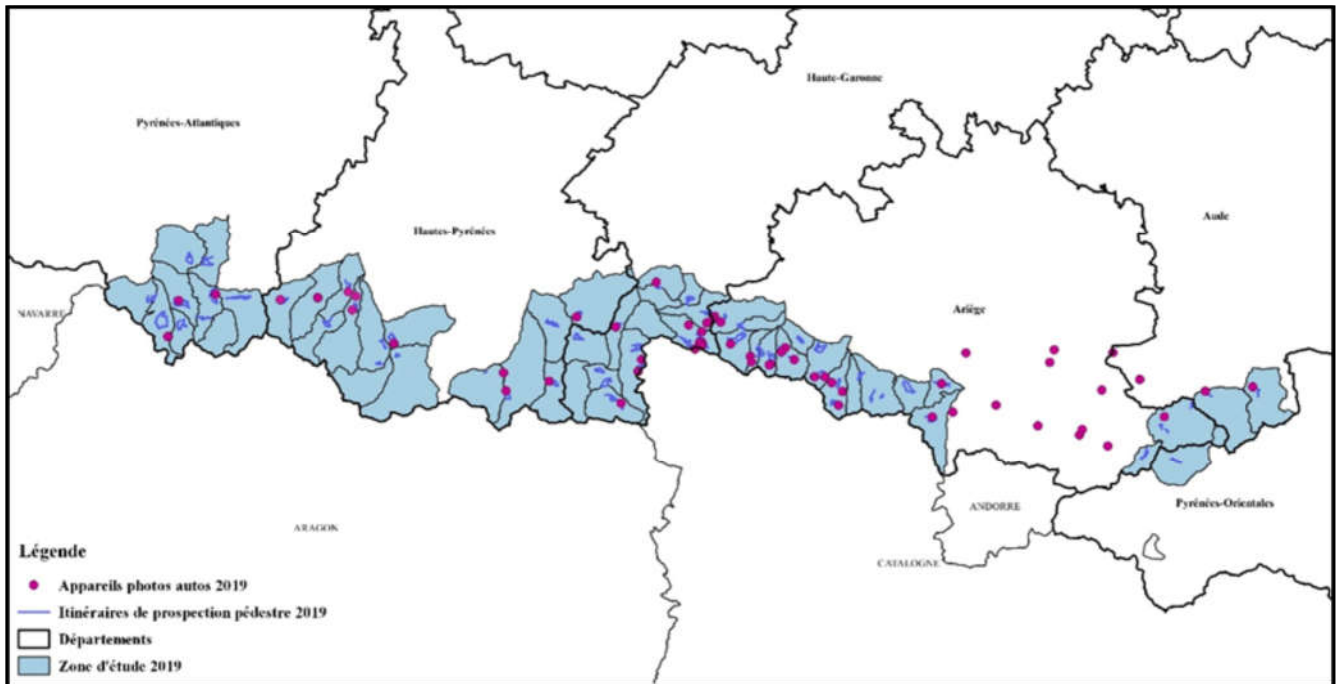 Haute-Garonne
Pyrénées-Atlantiques
Aude
Hautes-Pyrénées
NAVARRE
Ariège
ANDORRE
Pyrénées-Orientales
ARAGON
CATALOGNE
Légende
Appareils photos autos 2019
Itinéraires de prospection pédestre 2019
Départements
Zone d'étude 2019